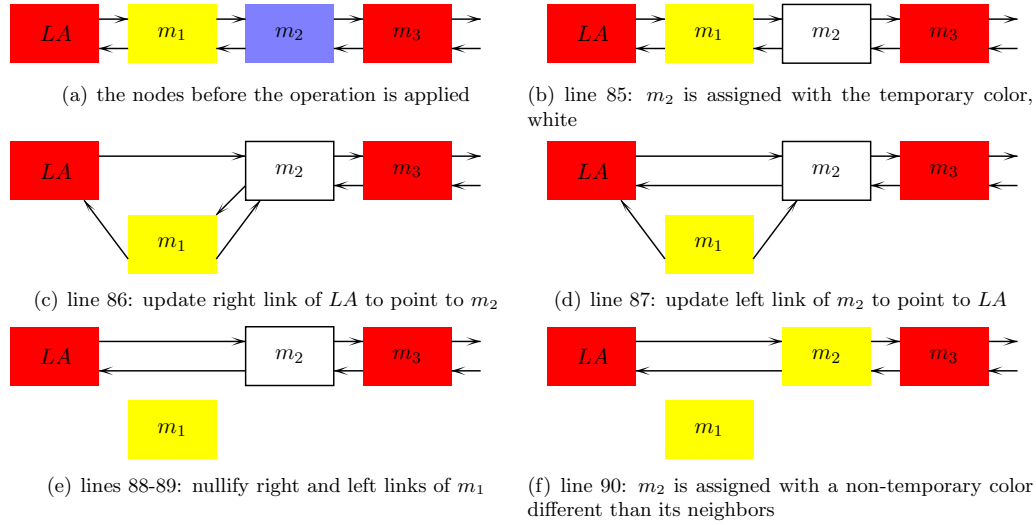 LA m₁ m₂ m₃
LA m₁ m₂ m₃
(a) the nodes before the operation is applied
(b) line 85: m₂ is assigned with the temporary color,
white
LA m₂ m₃
m₁
LA m₂ m₃
m₁
(c) line 86: update right link of LA to point to m₂
(d) line 87: update left link of m₂ to point to LA
LA m₂ m₃
m₁
LA m₂ m₃
m₁
(e) lines 88-89: nullify right and left links of m₁
(f) line 90: m₂ is assigned with a non-temporary color
different than its neighbors